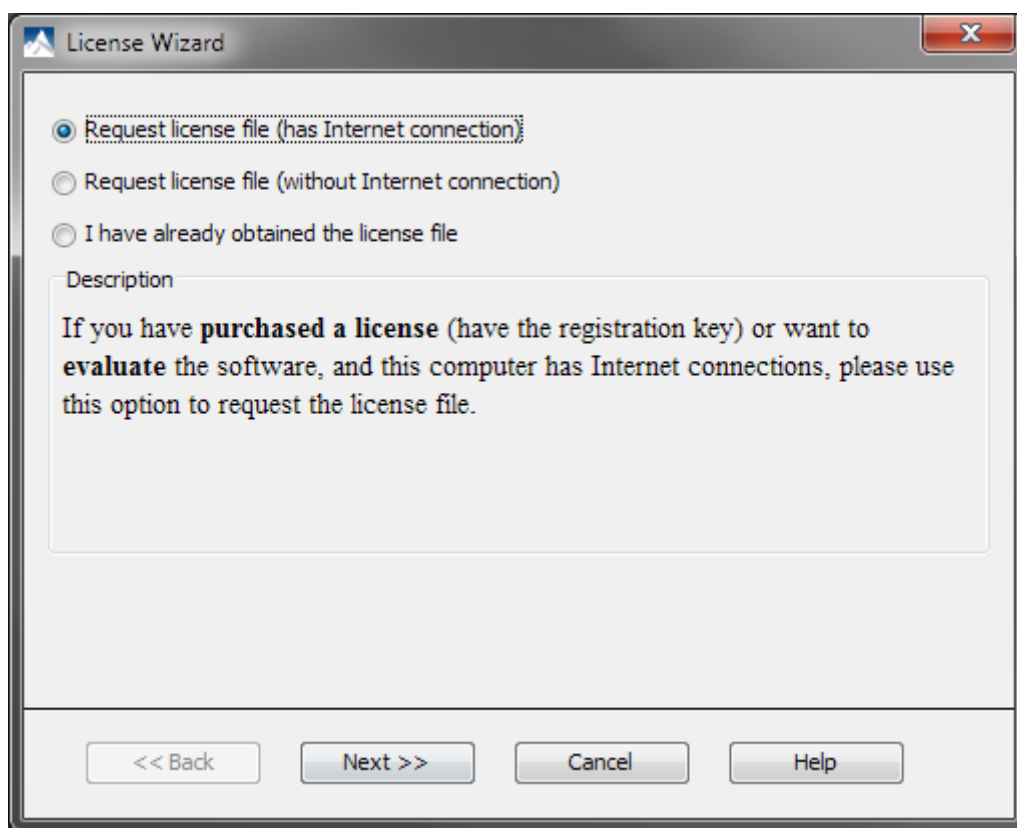 License Wizard
Request license file (has Internet connection)
Request license file (without Internet connection)
I have already obtained the license file
Description
If you have purchased a license (have the registration key) or want to
evaluate the software, and this computer has Internet connections, please use
this option to request the license file.
<< Back Next >> Cancel Help